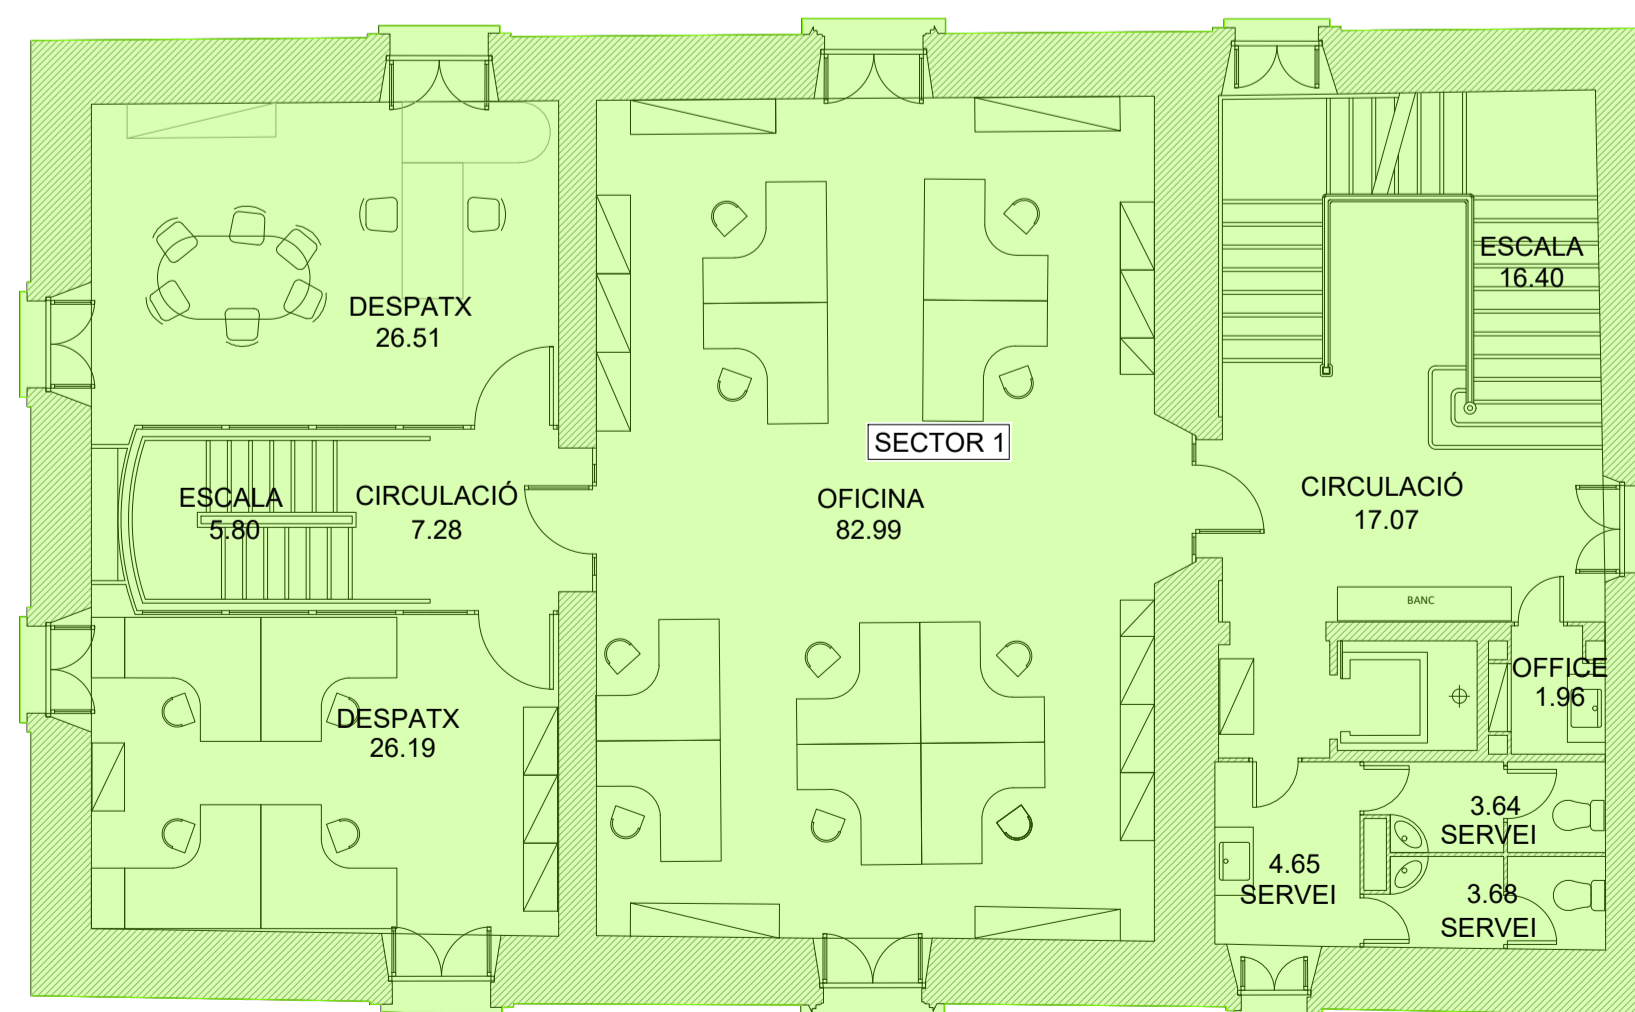 DESPATX
26.51
ESCALA
5.80
CIRCULACIÓ
7.28
DESPATX
26.19
SECTOR 1
OFICINA
82.99
ESCALA
16.40
CIRCULACIÓ
17.07
BANC
OFFICE
1.96
3.64
SERVEI
4.65
SERVEI
3.68
SERVEI